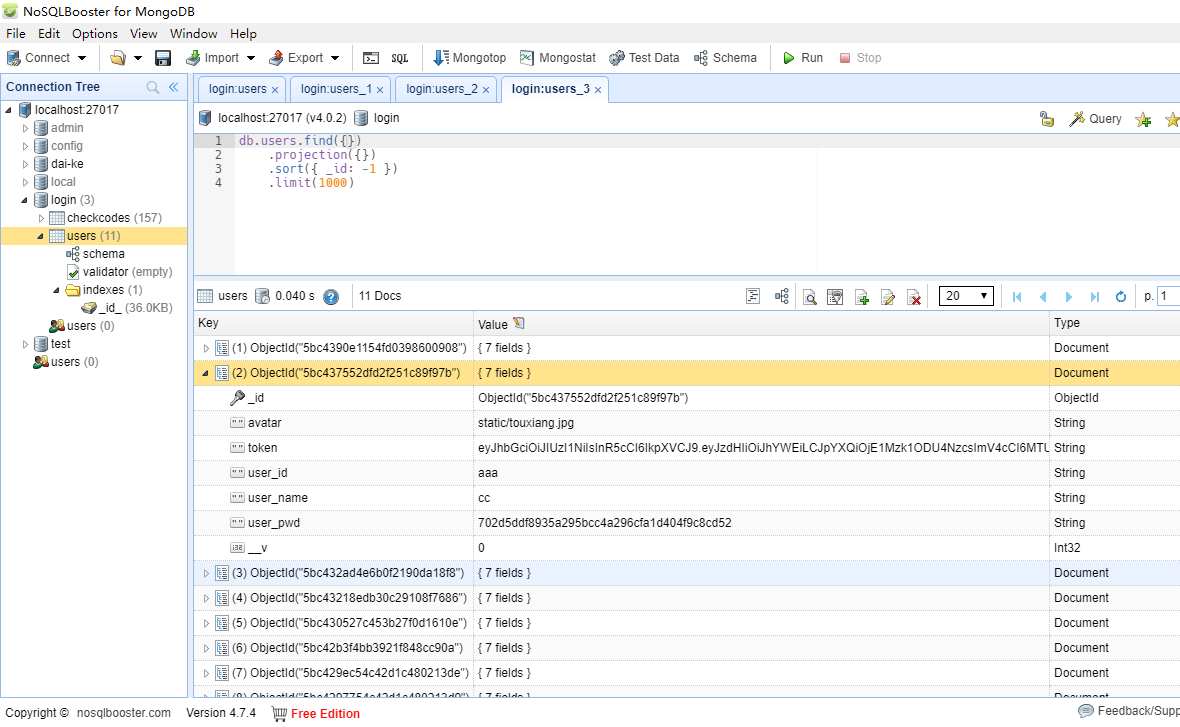 NoSQLBooster for MongoDB
File Edit Options View Window Help
Connect Import Export SQL Mongotop Mongostat Test Data Schema Run Stop
Connection Tree
localhost:27017
admin
config
dai-ke
local
login (3)
checkcodes (157)
users (11)
schema
validator (empty)
indexes (1)
_id_ (36.0KB)
users (0)
test
users (0)
login:users × login:users_1 × login:users_2 × login:users_3 ×
localhost:27017 (v4.0.2) login Query
1 db.users.find({})
2 .projection({})
3 .sort({ _id: -1 })
4 .limit(1000)
users 0.040 s 11 Docs 20 p. 1
Key Value Type
(1) ObjectId("5bc4390e1154fd0398600908") { 7 fields } Document
(2) ObjectId("5bc437552dfd2f251c89f97b") { 7 fields } Document
_id ObjectId("5bc437552dfd2f251c89f97b") ObjectId
avatar static/touxiang.jpg String
token String
user_id aaa String
user_name cc String
user_pwd 702d5ddf8935a295bcc4a296cfa1d404f9c8cd52 String
__v 0 Int32
(3) ObjectId("5bc432ad4e6b0f2190da18f8") { 7 fields } Document
(4) ObjectId("5bc43218edb30c29108f7686") { 7 fields } Document
(5) ObjectId("5bc430527c453b27f0d1610e") { 7 fields } Document
(6) ObjectId("5bc42b3f4bb3921f848cc90a") { 7 fields } Document
(7) ObjectId("5bc429ec54c42d1c480213de") { 7 fields } Document
Copyright © nosqlbooster.com Version 4.7.4 Free Edition Feedback/Supp